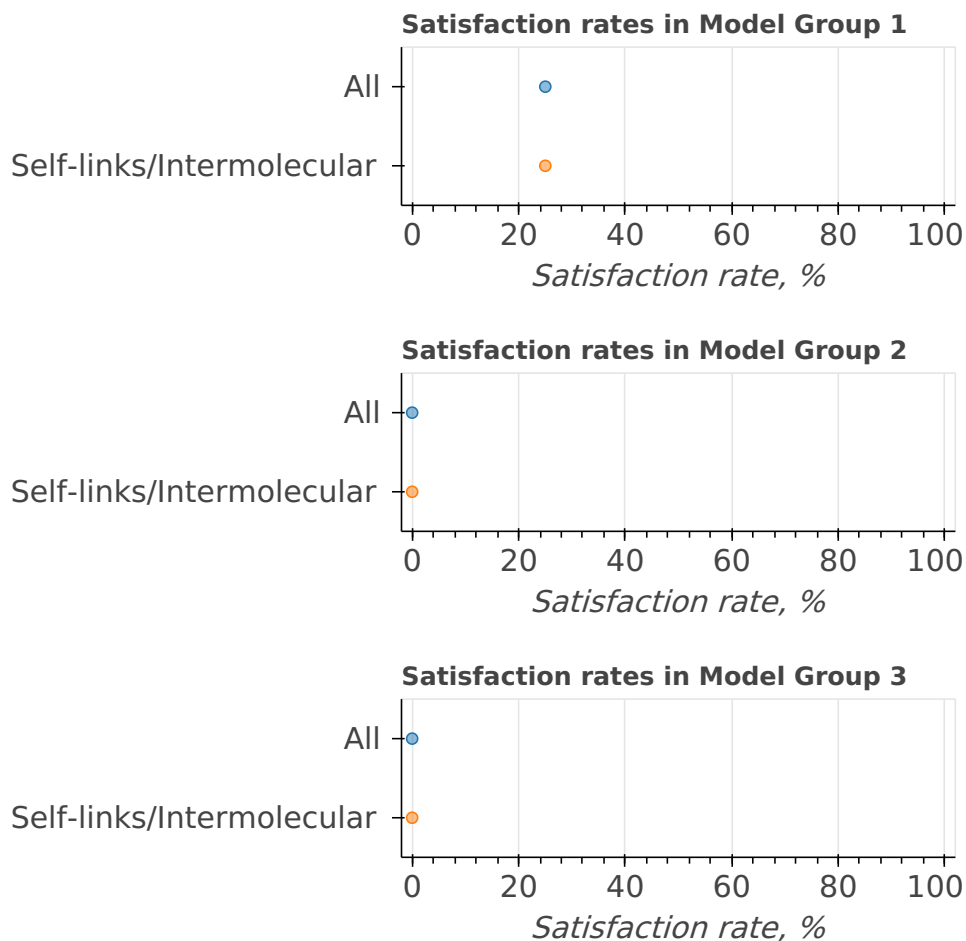 Satisfaction rates in Model Group 1
All
Self-links/Intermolecular
0 20 40 60 80 100
Satisfaction rate, %
Satisfaction rates in Model Group 2
All
Self-links/Intermolecular
0 20 40 60 80 100
Satisfaction rate, %
Satisfaction rates in Model Group 3
All
Self-links/Intermolecular
0 20 40 60 80 100
Satisfaction rate, %